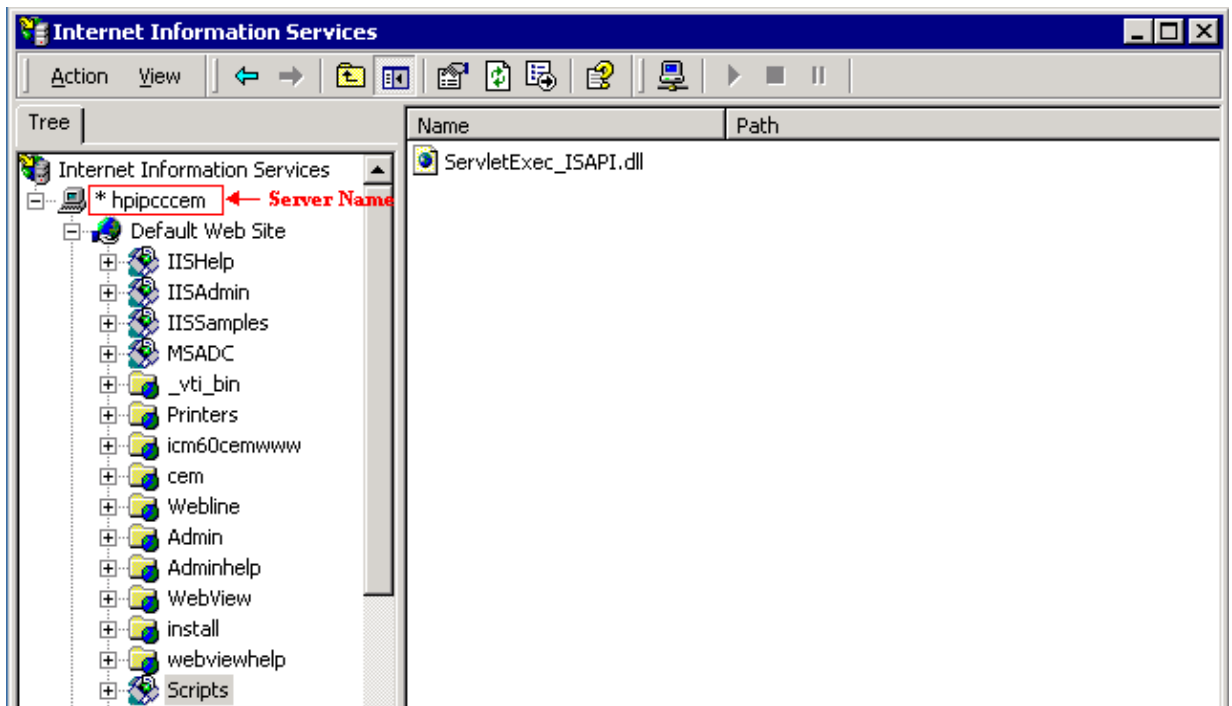 Internet Information Services
Action View
Tree
Name Path
Internet Information Services
ServletExec_ISAPI.dll
* hpipcccem Server Name
Default Web Site
IISHelp
IISAdmin
IISSamples
MSADC
_vti_bin
Printers
icm60cemwww
cem
Webline
Admin
Adminhelp
WebView
install
webviewhelp
Scripts